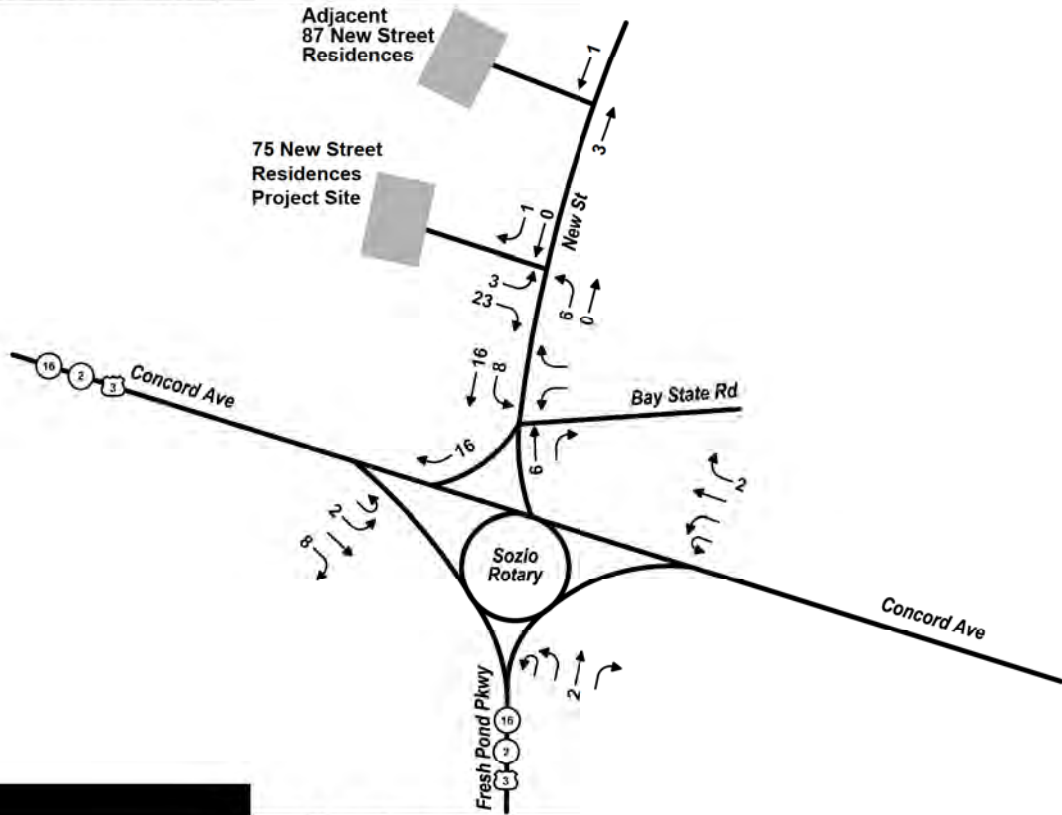 Adjacent
87 New Street
Residences
1
3
75 New Street
Residences
Project Site
1
0
New St
3
23
6
0
16
8
Bay State Rd
16
2
3
Concord Ave
16
6
2
2
8
Sozio
Rotary
Concord Ave
2
Fresh Pond Pkwy
16
2
3